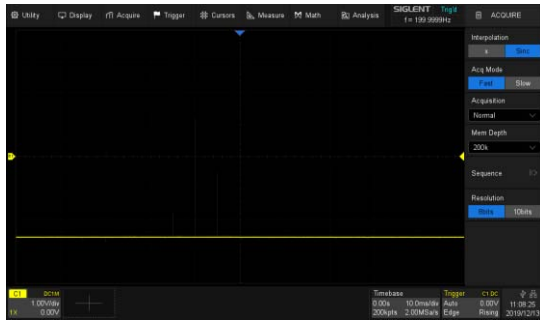 Utility Display Acquire Trigger Cursors Measure Math Analysis
SIGLENT Trig'd
f = 199.9999Hz
ACQUIRE
Interpolation
x Sinc
Acq Mode
Fast Slow
Acquisition
Normal
Mem Depth
200k
Sequence
Resolution
8bits 10bits
C1 DC1M
1.00V/div
1X 0.00V
Timebase
0.00s 10.0ms/div
200kpts 2.00MSa/s
Trigger C1 DC
Auto 0.00V
Edge Rising
11:08:25
2019/12/13